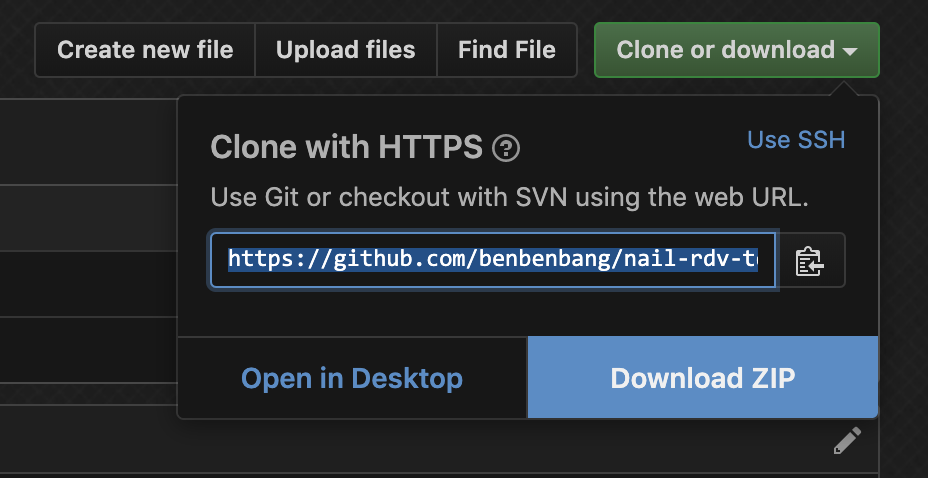 Create new file Upload files Find File Clone or download
Clone with HTTPS ?
Use SSH
Use Git or checkout with SVN using the web URL.
https://github.com/benbenbang/nail-rdv-t
Open in Desktop Download ZIP